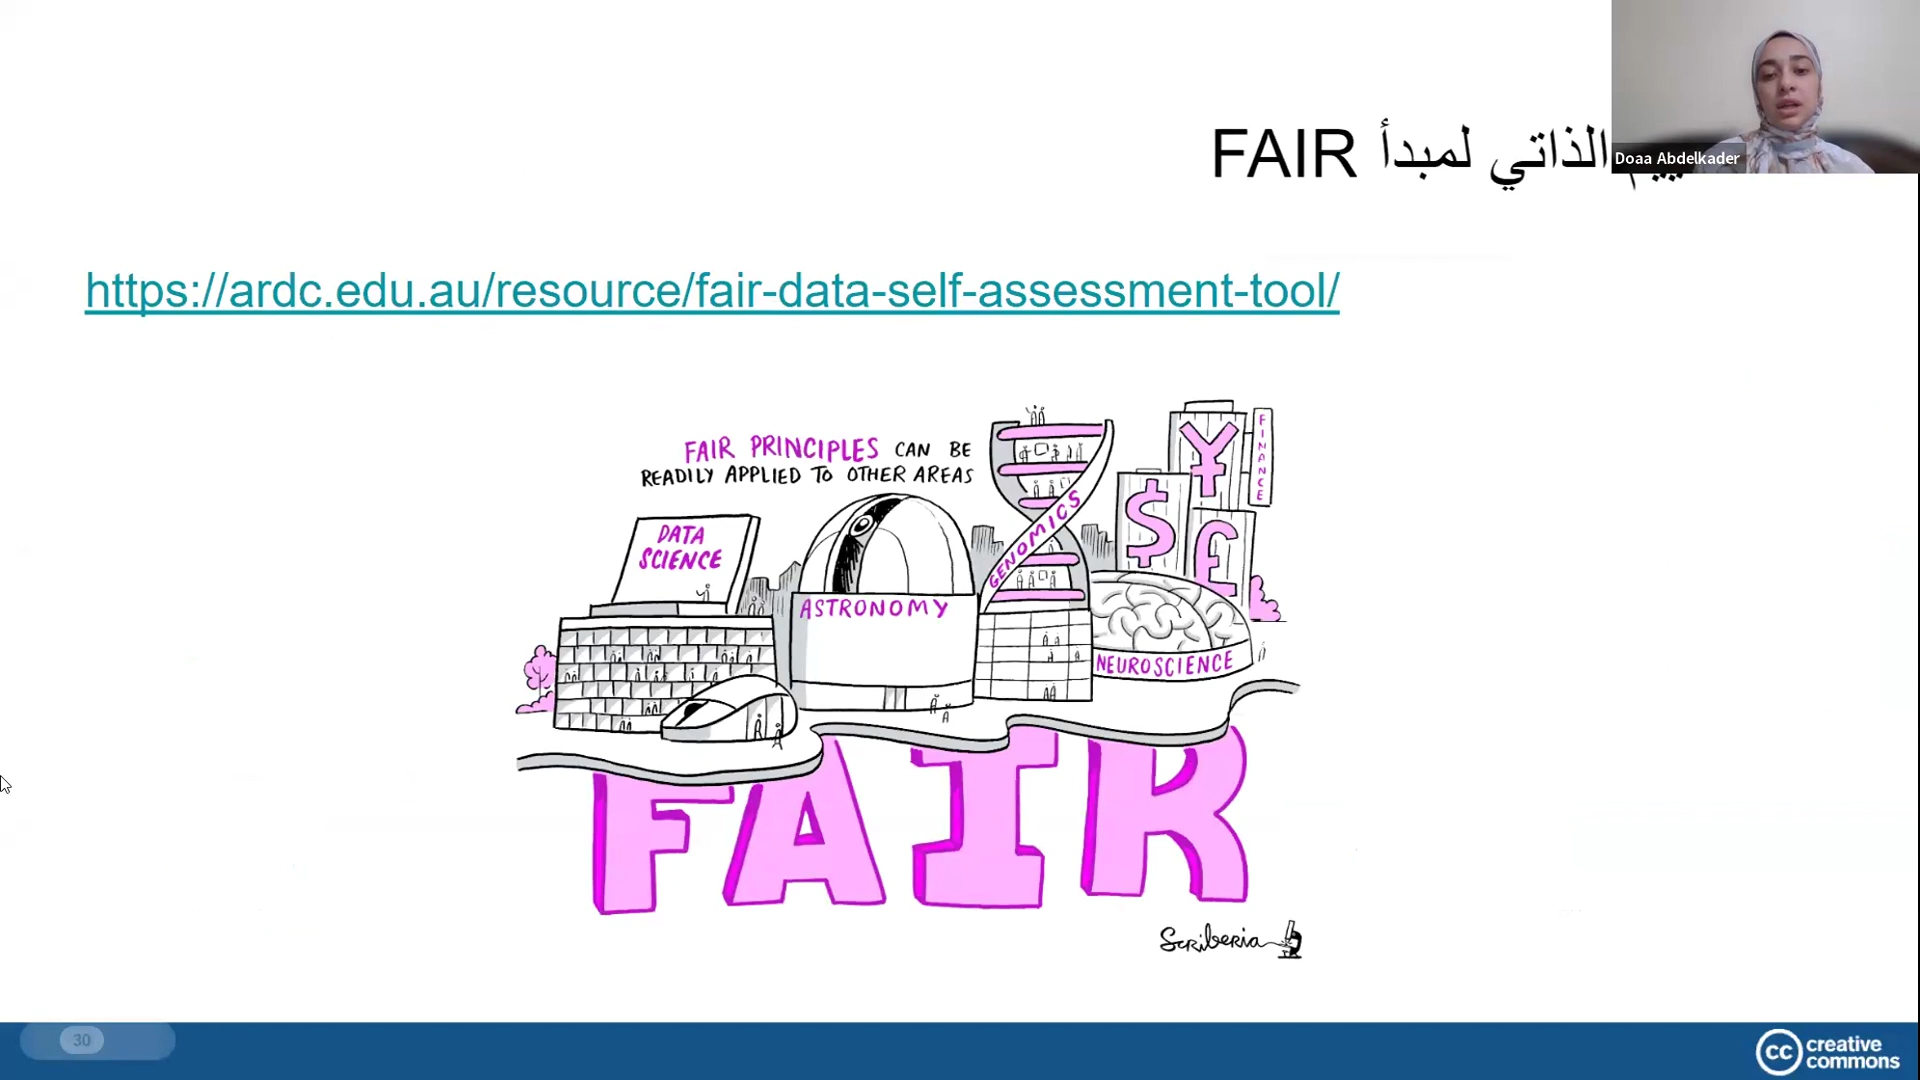 Doaa Abdelkader
الذاتي لمبدأ FAIR
https://ardc.edu.au/resource/fair-data-self-assessment-tool/
FAIR PRINCIPLES CAN BE
READILY APPLIED TO OTHER AREAS
DATA
SCIENCE
ASTRONOMY
GENOMICS
NEUROSCIENCE
FINANCE
¥
$
£
FAIR
Scriberia
30
cc creative
commons